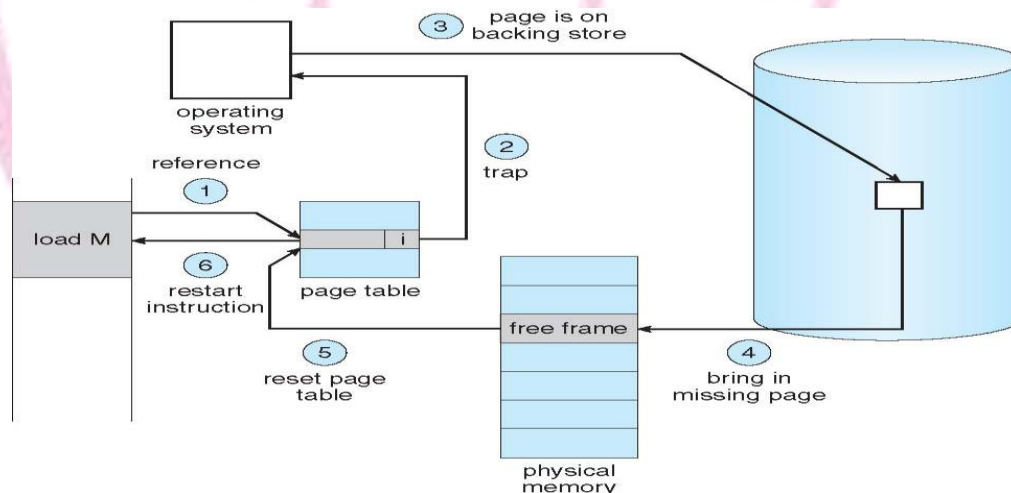 3
page is on
backing store
operating
system
2
trap
reference
1
load M
i
6
restart
instruction
page table
free frame
5
reset page
table
4
bring in
missing page
physical
memory